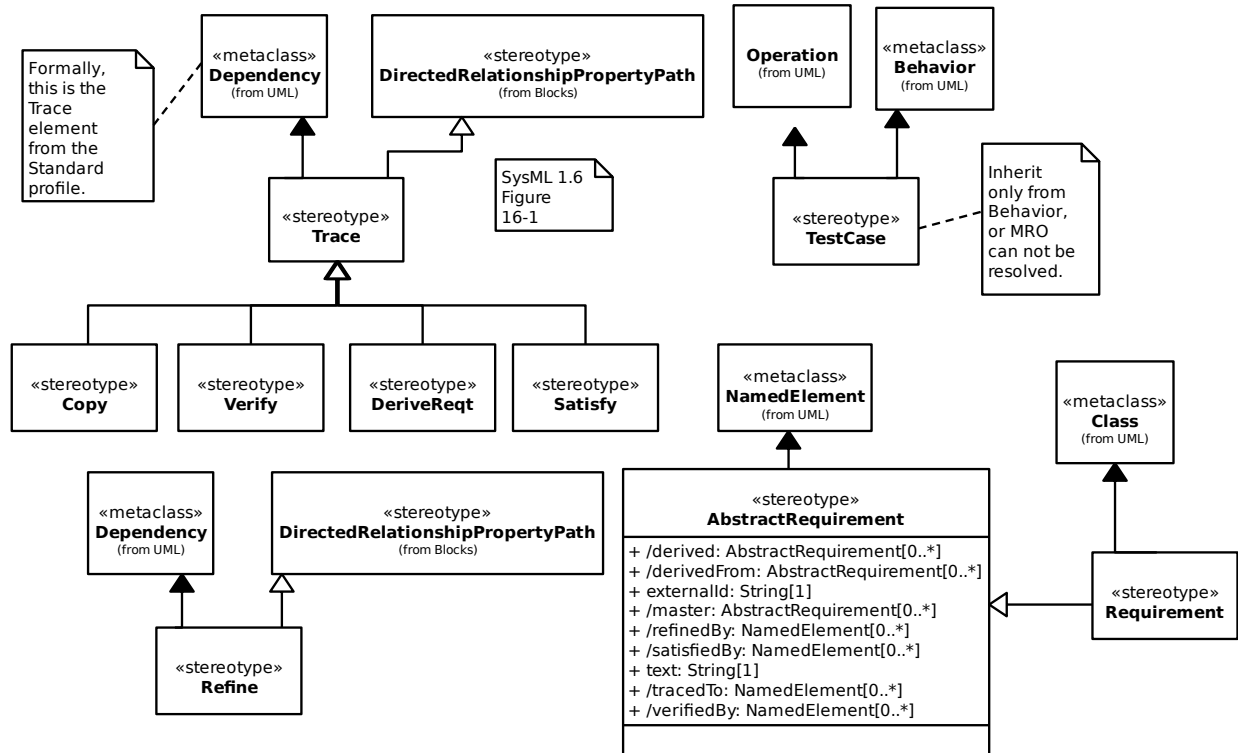 Formally,
this is the
Trace
element
from the
Standard
profile.
«metaclass»
Dependency
(from UML)
«stereotype»
DirectedRelationshipPropertyPath
(from Blocks)
Operation
(from UML)
«metaclass»
Behavior
(from UML)
«stereotype»
Trace
SysML 1.6
Figure
16-1
«stereotype»
TestCase
Inherit
only from
Behavior,
or MRO
can not be
resolved.
«stereotype»
Copy
«stereotype»
Verify
«stereotype»
DeriveReqt
«stereotype»
Satisfy
«metaclass»
NamedElement
(from UML)
«metaclass»
Class
(from UML)
«metaclass»
Dependency
(from UML)
«stereotype»
DirectedRelationshipPropertyPath
(from Blocks)
«stereotype»
Refine
«stereotype»
AbstractRequirement
+ /derived: AbstractRequirement[0..*]
+ /derivedFrom: AbstractRequirement[0..*]
+ externalId: String[1]
+ /master: AbstractRequirement[0..*]
+ /refinedBy: NamedElement[0..*]
+ /satisfiedBy: NamedElement[0..*]
+ text: String[1]
+ /tracedTo: NamedElement[0..*]
+ /verifiedBy: NamedElement[0..*]
«stereotype»
Requirement